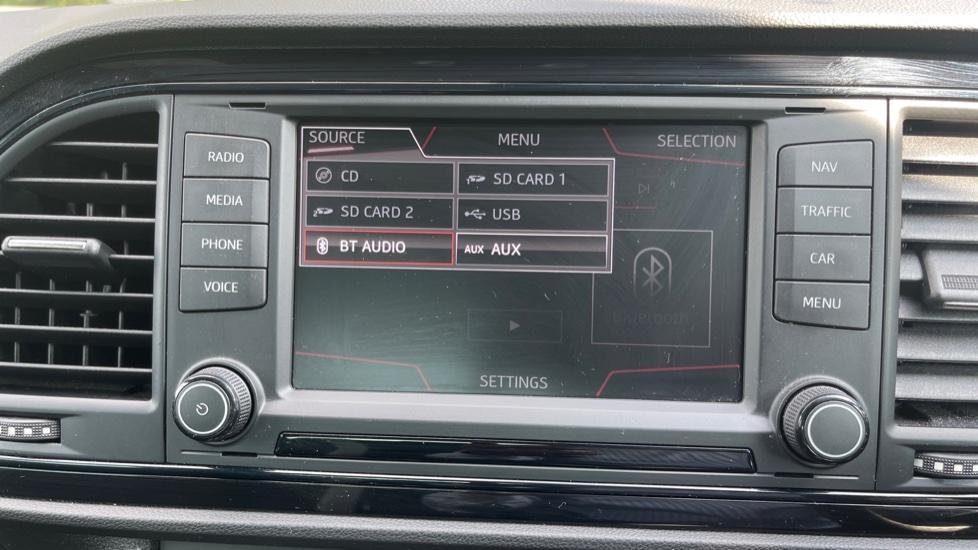 SOURCE MENU SELECTION
CD SD CARD 1
SD CARD 2 USB
BT AUDIO AUX AUX
Bluetooth
SETTINGS
RADIO
MEDIA
PHONE
VOICE
NAV
TRAFFIC
CAR
MENU